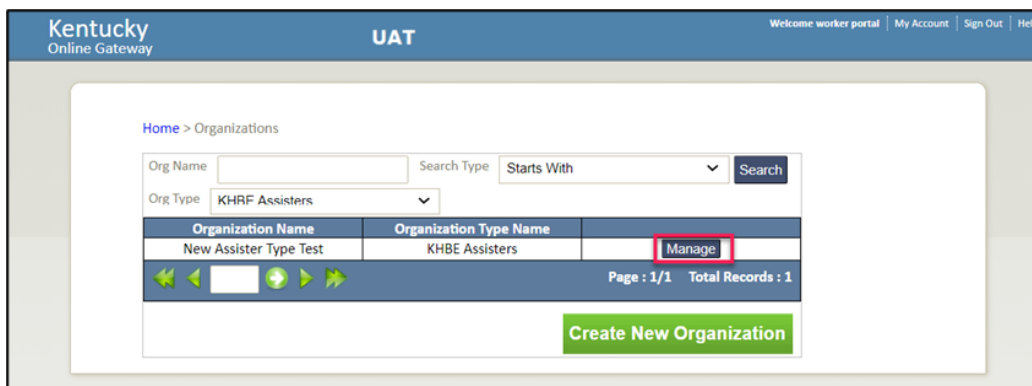 Kentucky
Online Gateway
UAT
Welcome worker portal | My Account | Sign Out | Hel
Home > Organizations
Org Name Search Type Starts With Search
Org Type KHBE Assisters
Organization Name Organization Type Name
New Assister Type Test KHBE Assisters Manage
Page : 1/1 Total Records : 1
Create New Organization